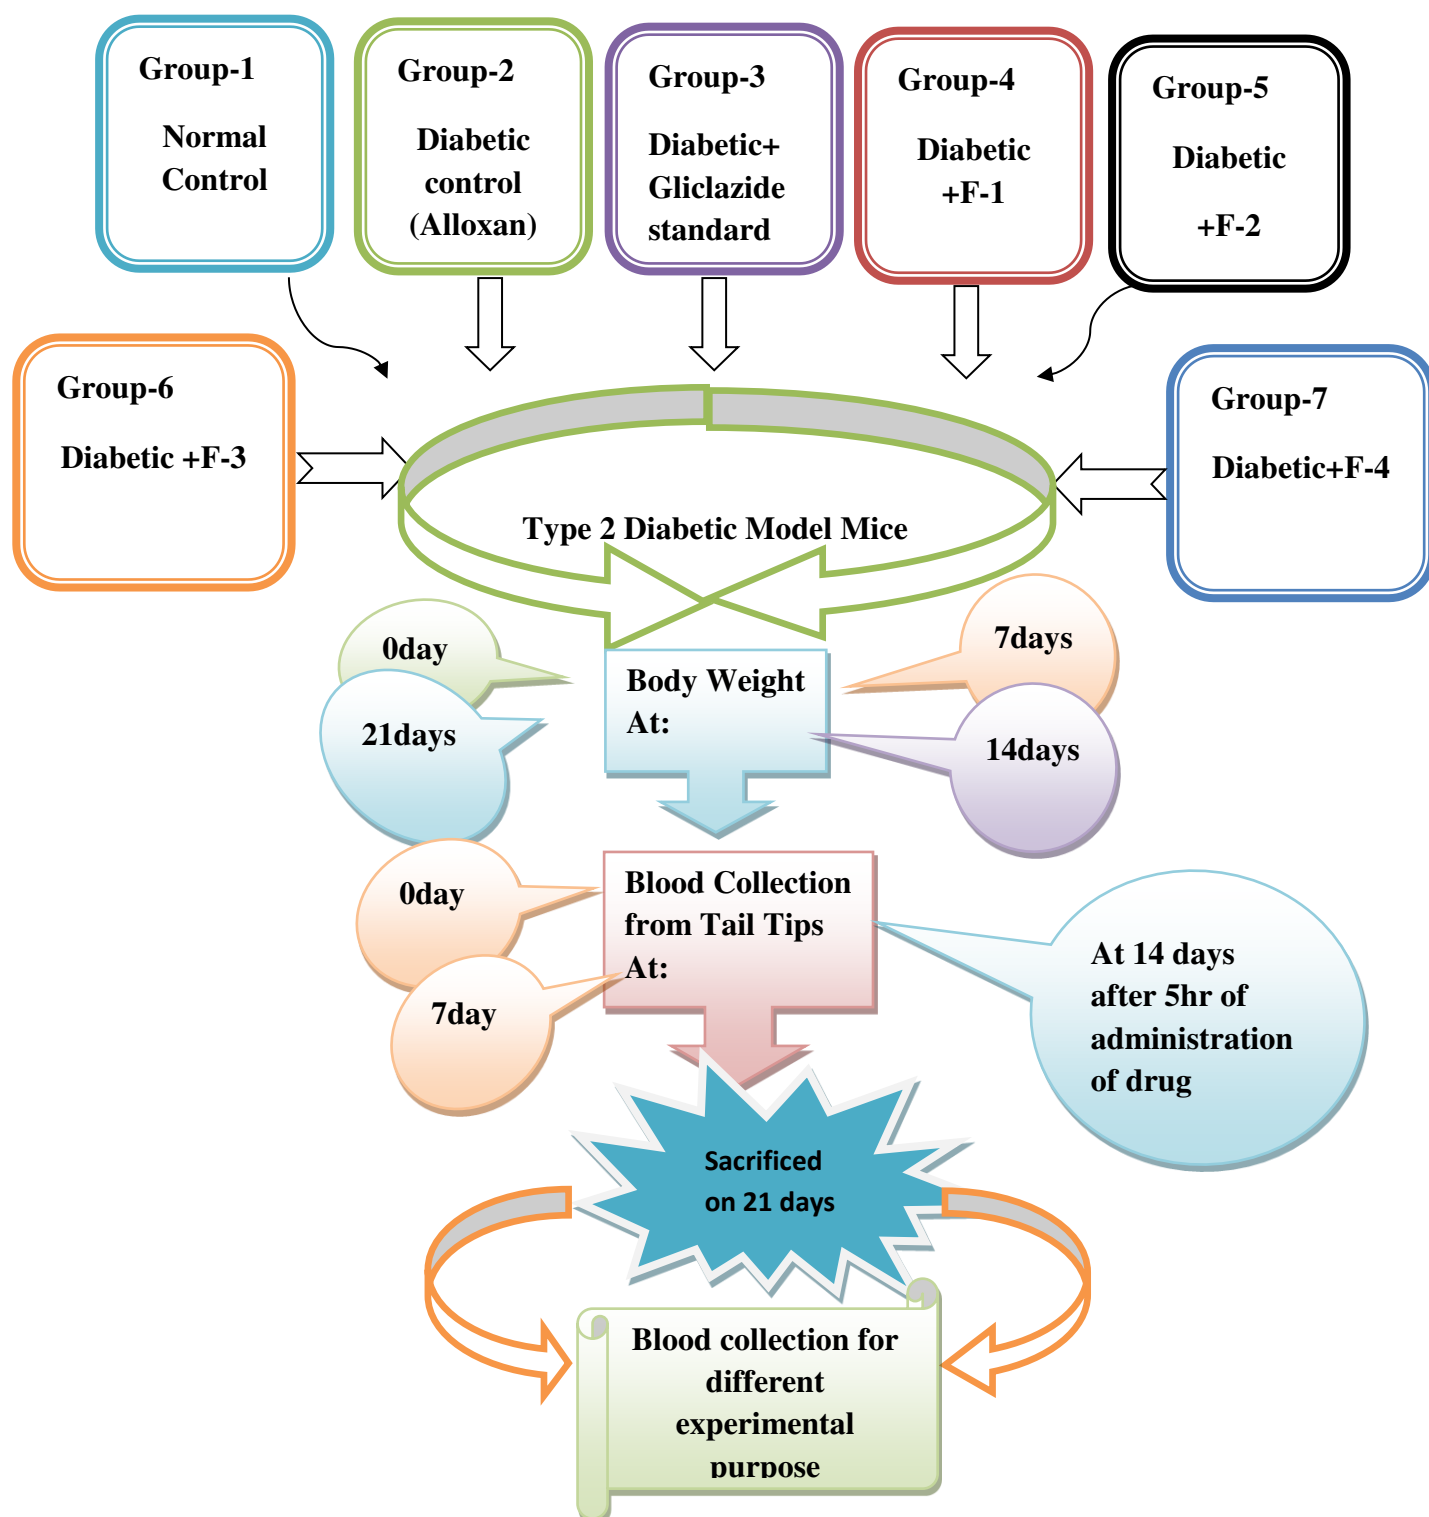 Group-1
Normal
Control
Group-2
Diabetic
control
(Alloxan)
Group-3
Diabetic+
Gliclazide
standard
Group-4
Diabetic
+F-1
Group-5
Diabetic
+F-2
Group-6
Diabetic +F-3
Group-7
Diabetic+F-4
Type 2 Diabetic Model Mice
0day
21days
Body Weight
At:
7days
14days
0day
7day
Blood Collection
from Tail Tips
At:
At 14 days
after 5hr of
administration
of drug
Sacrificed
on 21 days
Blood collection for
different
experimental
purpose